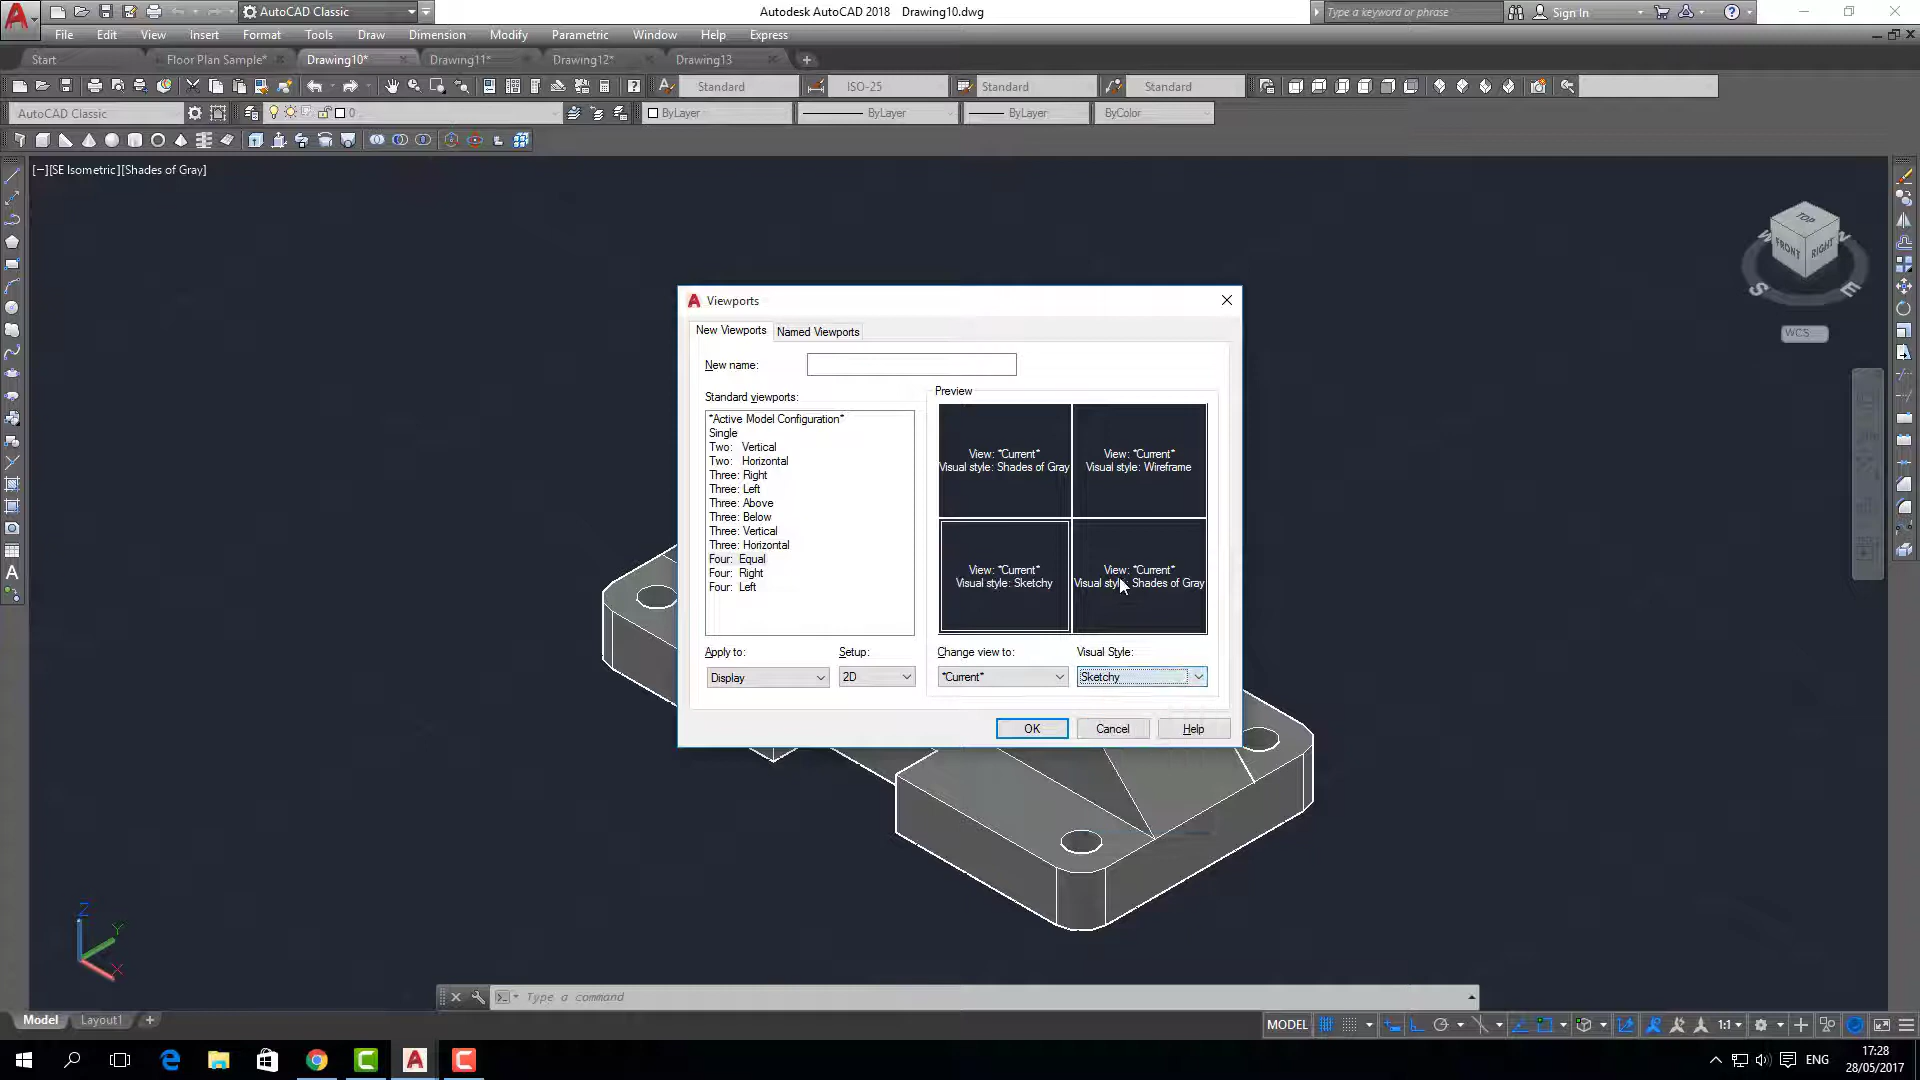 AutoCAD Classic
Autodesk AutoCAD 2018 Drawing10.dwg
Type a keyword or phrase
Sign In
File Edit View Insert Format Tools Draw Dimension Modify Parametric Window Help Express
Start
Floor Plan Sample*
Drawing10*
Drawing11*
Drawing12*
Drawing13
Standard
ISO-25
Standard
Standard
AutoCAD Classic
0
ByLayer
ByLayer
ByLayer
ByColor
[−][SE Isometric][Shades of Gray]
TOP
FRONT
RIGHT
W
N
S
E
WCS
Viewports
New Viewports
Named Viewports
New name:
Standard viewports:
*Active Model Configuration*
Single
Two: Vertical
Two: Horizontal
Three: Right
Three: Left
Three: Above
Three: Below
Three: Vertical
Three: Horizontal
Four: Equal
Four: Right
Four: Left
Preview
View: *Current*
Visual style: Shades of Gray
View: *Current*
Visual style: Wireframe
View: *Current*
Visual style: Sketchy
View: *Current*
Visual style: Shades of Gray
Apply to:
Display
Setup:
2D
Change view to:
*Current*
Visual Style:
Sketchy
OK
Cancel
Help
Z
Y
X
Type a command
Model
Layout1
MODEL
1:1
ENG
17:28
28/05/2017